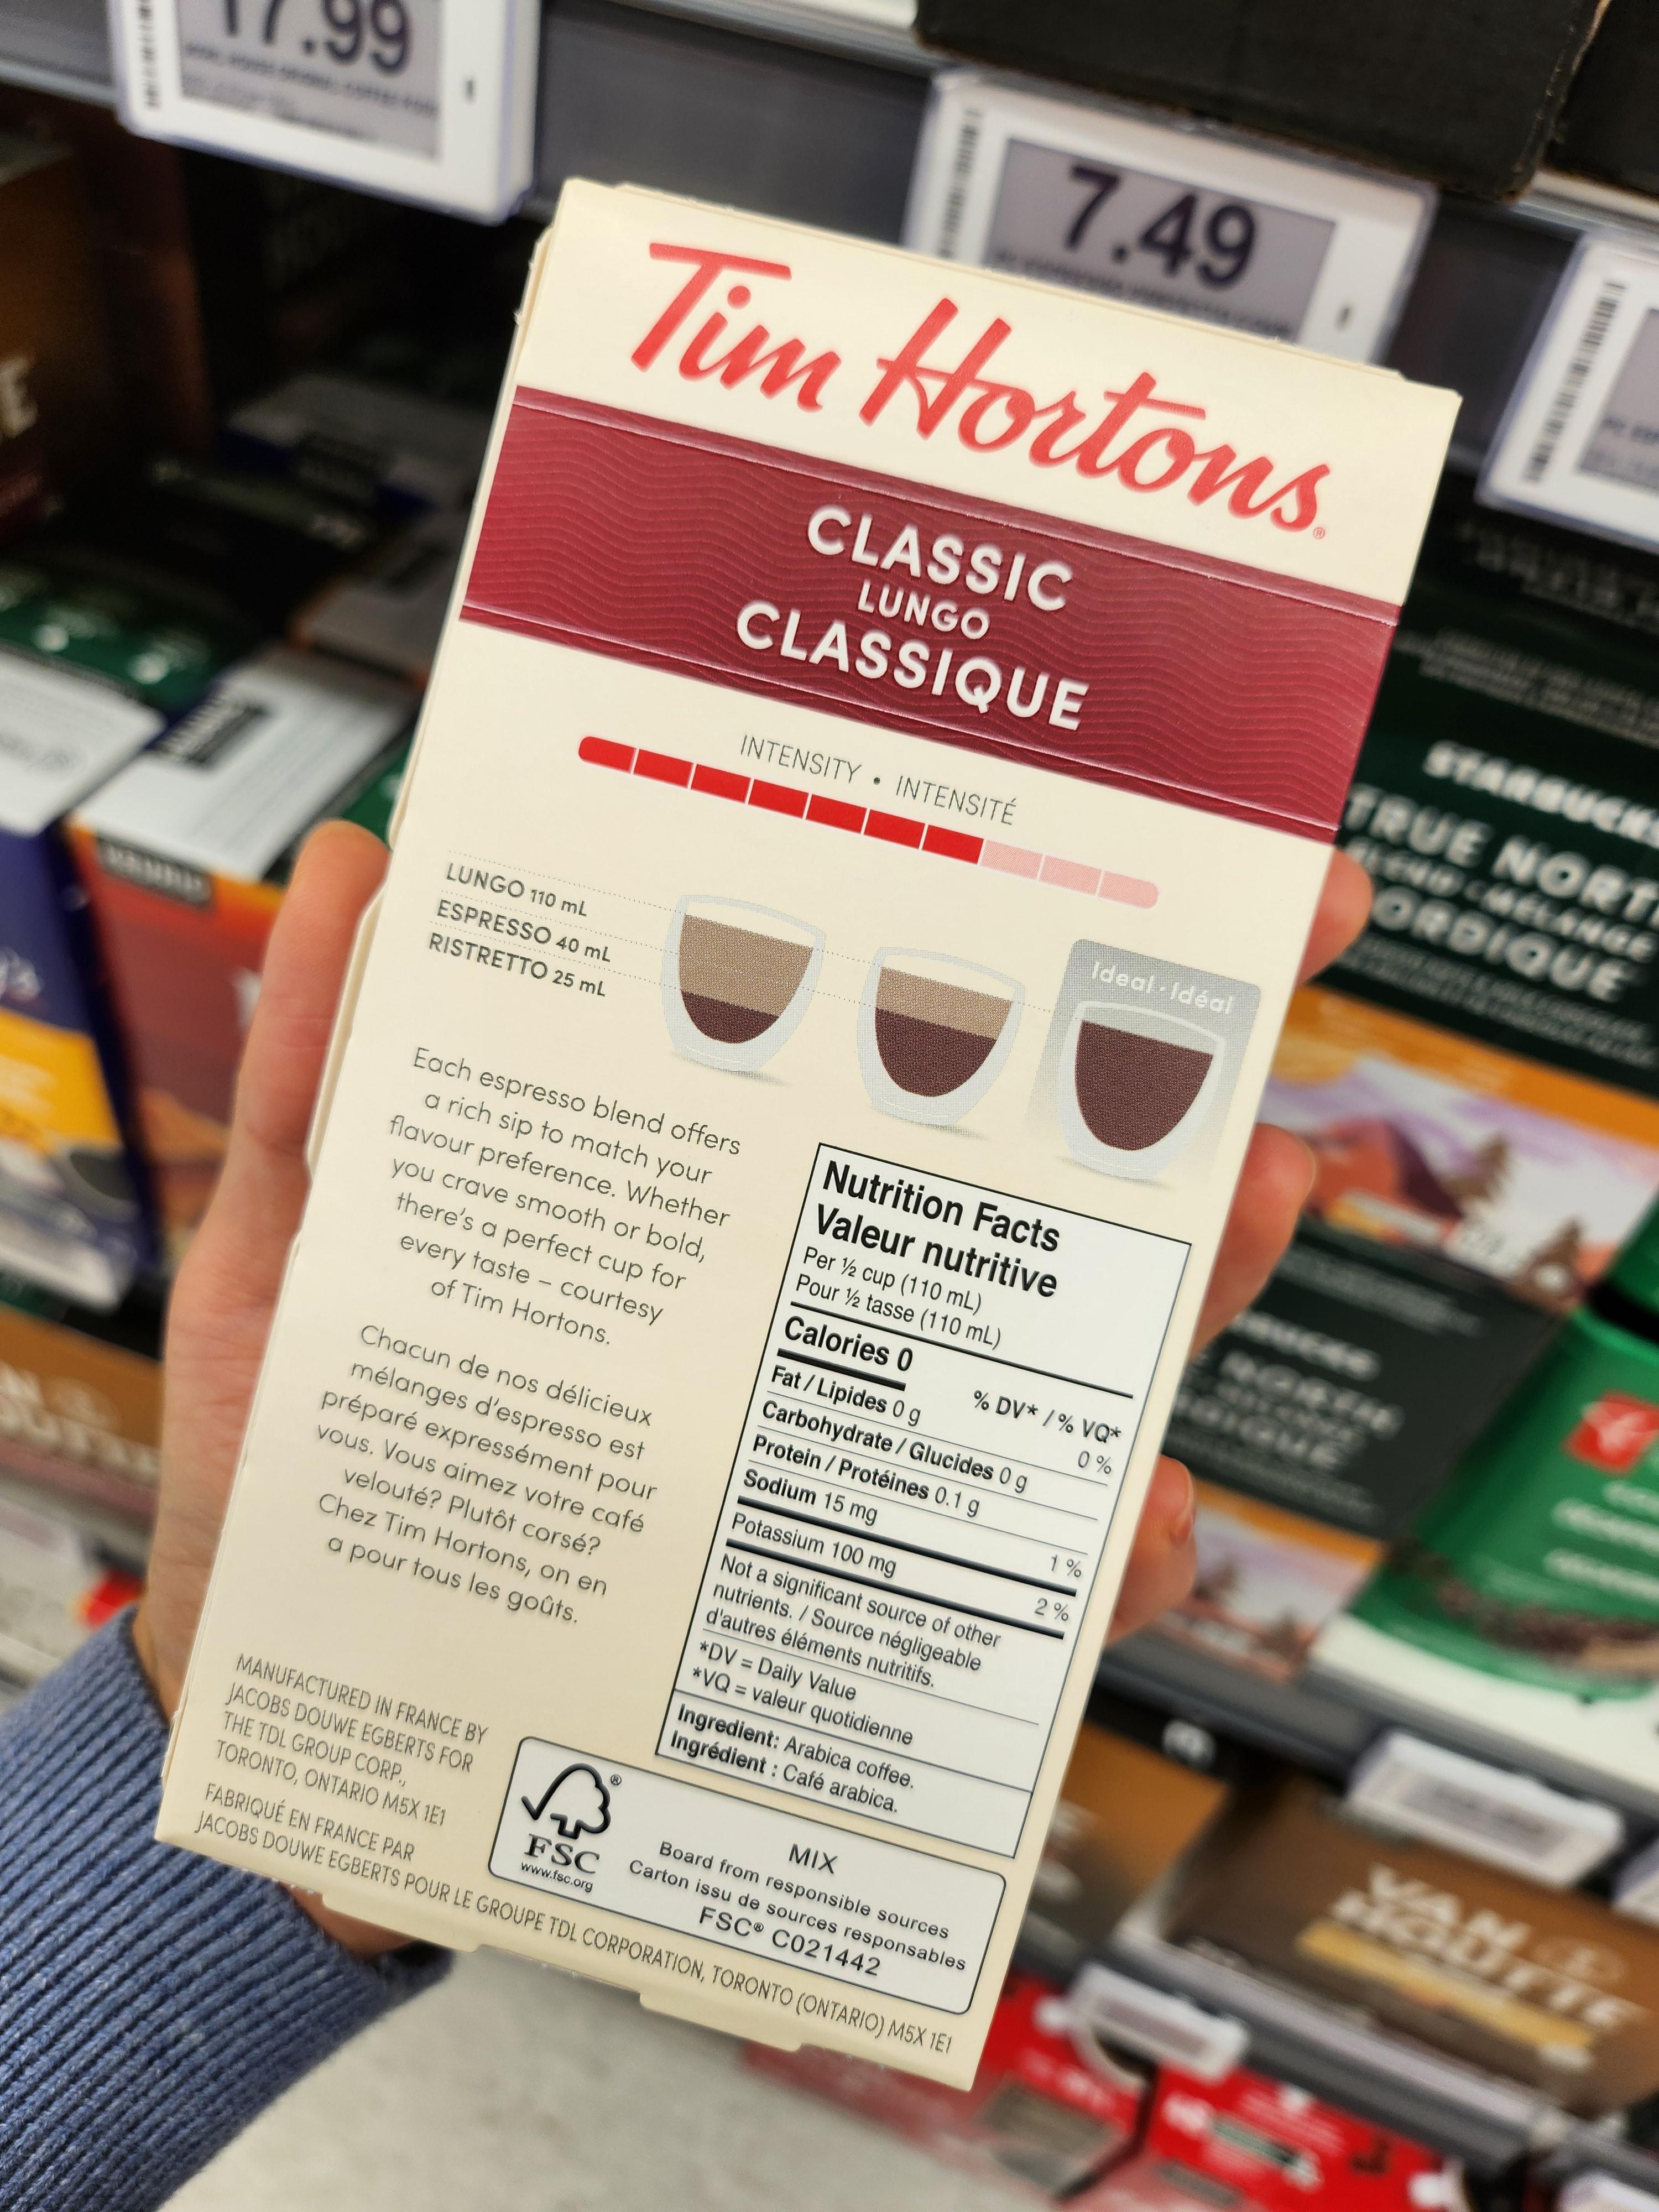 17.99
7.49
Tim Hortons®
CLASSIC
LUNGO
CLASSIQUE
INTENSITY • INTENSITÉ
LUNGO 110 mL
ESPRESSO 40 mL
RISTRETTO 25 mL
Ideal · Idéal
Each espresso blend offers
a rich sip to match your
flavour preference. Whether
you crave smooth or bold,
there's a perfect cup for
every taste – courtesy
of Tim Hortons.
Chacun de nos délicieux
mélanges d'espresso est
préparé expressément pour
vous. Vous aimez votre café
velouté? Plutôt corsé?
Chez Tim Hortons, on en
a pour tous les goûts.
Nutrition Facts
Valeur nutritive
Per ½ cup (110 mL)
Pour ½ tasse (110 mL)
Calories 0
% DV* / % VQ*
Fat / Lipides 0 g 0 %
Carbohydrate / Glucides 0 g
Protein / Protéines 0.1 g
Sodium 15 mg 1 %
Potassium 100 mg 2 %
Not a significant source of other
nutrients. / Source négligeable
d'autres éléments nutritifs.
*DV = Daily Value
*VQ = valeur quotidienne
Ingredient: Arabica coffee.
Ingrédient : Café arabica.
MANUFACTURED IN FRANCE BY
JACOBS DOUWE EGBERTS FOR
THE TDL GROUP CORP.,
TORONTO, ONTARIO M5X 1E1
FABRIQUÉ EN FRANCE PAR
JACOBS DOUWE EGBERTS POUR LE GROUPE TDL CORPORATION, TORONTO (ONTARIO) M5X 1E1
®
FSC
www.fsc.org
MIX
Board from responsible sources
Carton issu de sources responsables
FSC® C021442
STARBUCKS
TRUE NORTH
BLEND · MÉLANGE
NORDIQUE
VAN
HOUTTE